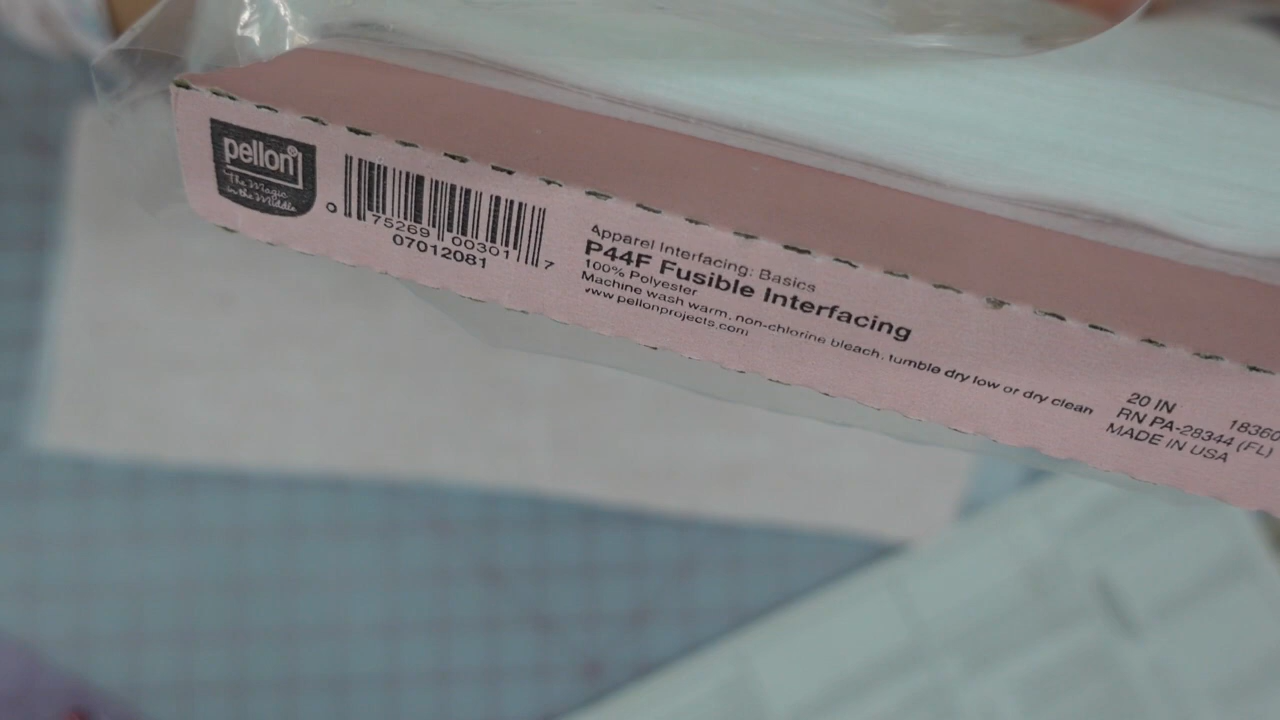 pellon®
The Magic
in the Middle
0 75269 00301 7
07012081
Apparel Interfacing: Basics
P44F Fusible Interfacing
100% Polyester
Machine wash warm, non-chlorine bleach, tumble dry low or dry clean
www.pellonprojects.com
20 IN
18360
RN PA-28344 (FL)
MADE IN USA